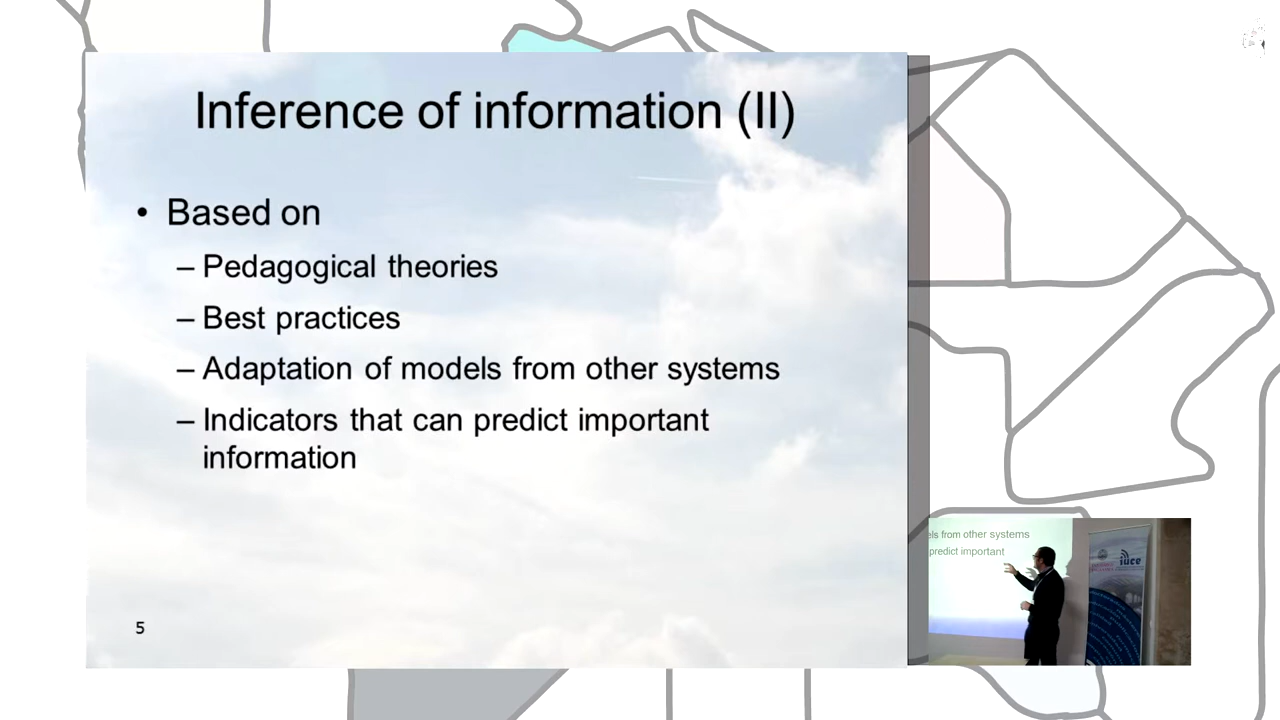 Inference of information (II)
• Based on
– Pedagogical theories
– Best practices
– Adaptation of models from other systems
– Indicators that can predict important
information
5
els from other systems
predict important
iuce